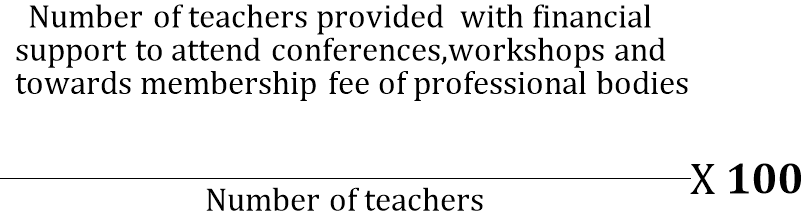 Number of teachers provided with financial
support to attend conferences,workshops and
towards membership fee of professional bodies
X 100
Number of teachers